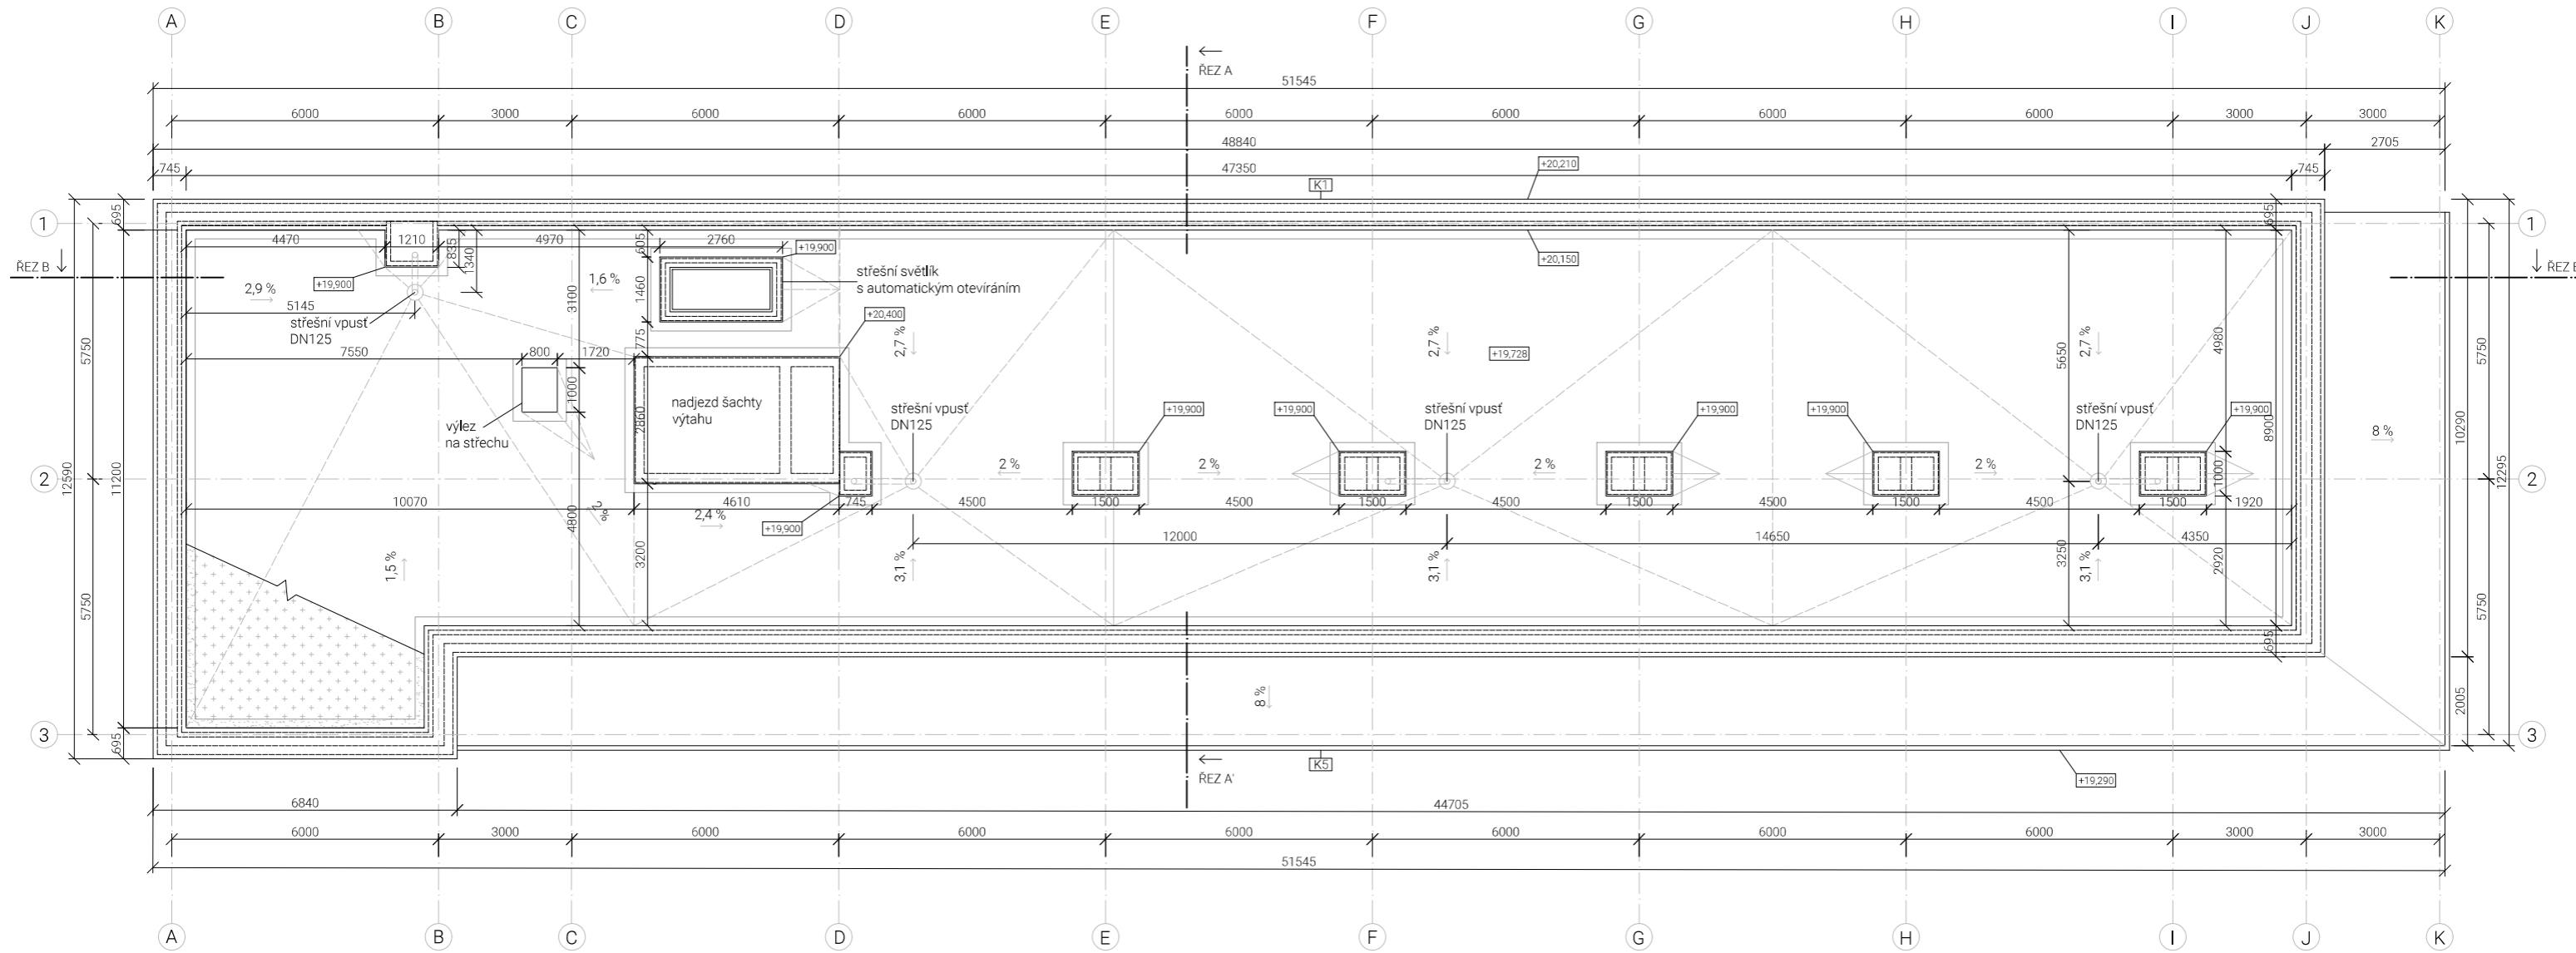 A B C D E F G H I J K
ŘEZ A
51545
6000 3000 6000 6000 6000 6000 6000 6000 3000 3000
48840 2705
745 47350 745
+20,210
K1
1 695 695 1
4470 1210 4970 835 1340 605 2760 +19,900
+20,150
ŘEZ B ŘEZ B
+19,900
2,9 % 1,6 %
střešní světlík
s automatickým otevíráním
3100 1460
5145
střešní vpusť
DN125
+20,400
5750 775 2,7 % 2,7 % 2,7 % 4980 5750
7550 800 1720 +19,728 5650
1000
nadjezd šachty
výtahu
střešní vpusť
DN125
střešní vpusť
DN125
střešní vpusť
DN125
+19,900 +19,900 +19,900 +19,900 +19,900
výlez
na střechu
2860 8900 8 % 10290
2 % 2 % 2 % 2 % 1000
2 12590 11200 12295 2
10070 4610 745 4500 1500 4500 1500 4500 1500 4500 1500 4500 1500 1920
4800 2 % 2,4 % +19,900
12000 14650 4350
5750 1,5 % 3200 3,1 % 3,1 % 3,1 % 3250 2920 5750
695
8 % 2005
3 695 3
K5
ŘEZ A'
+19,290
6840 44705
6000 3000 6000 6000 6000 6000 6000 6000 3000 3000
51545
A B C D E F G H I J K